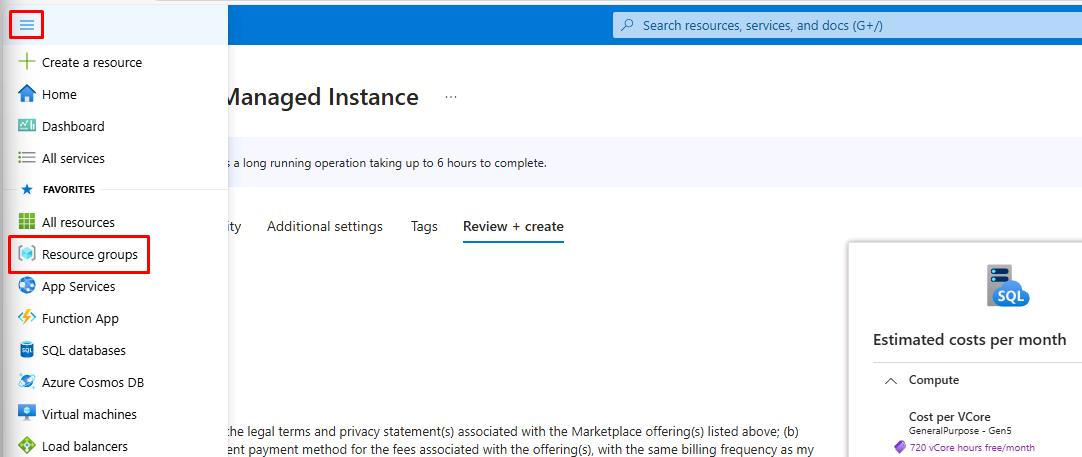 Search resources, services, and docs (G+/)
Create a resource
Home
Dashboard
All services
FAVORITES
All resources
Resource groups
App Services
Function App
SQL databases
Azure Cosmos DB
Virtual machines
Load balancers
Managed Instance
...
s a long running operation taking up to 6 hours to complete.
ity Additional settings Tags Review + create
SQL
Estimated costs per month
Compute
Cost per VCore
GeneralPurpose - Gen5
720 vCore hours free/month
the legal terms and privacy statement(s) associated with the Marketplace offering(s) listed above; (b)
ent payment method for the fees associated with the offering(s), with the same billing frequency as my